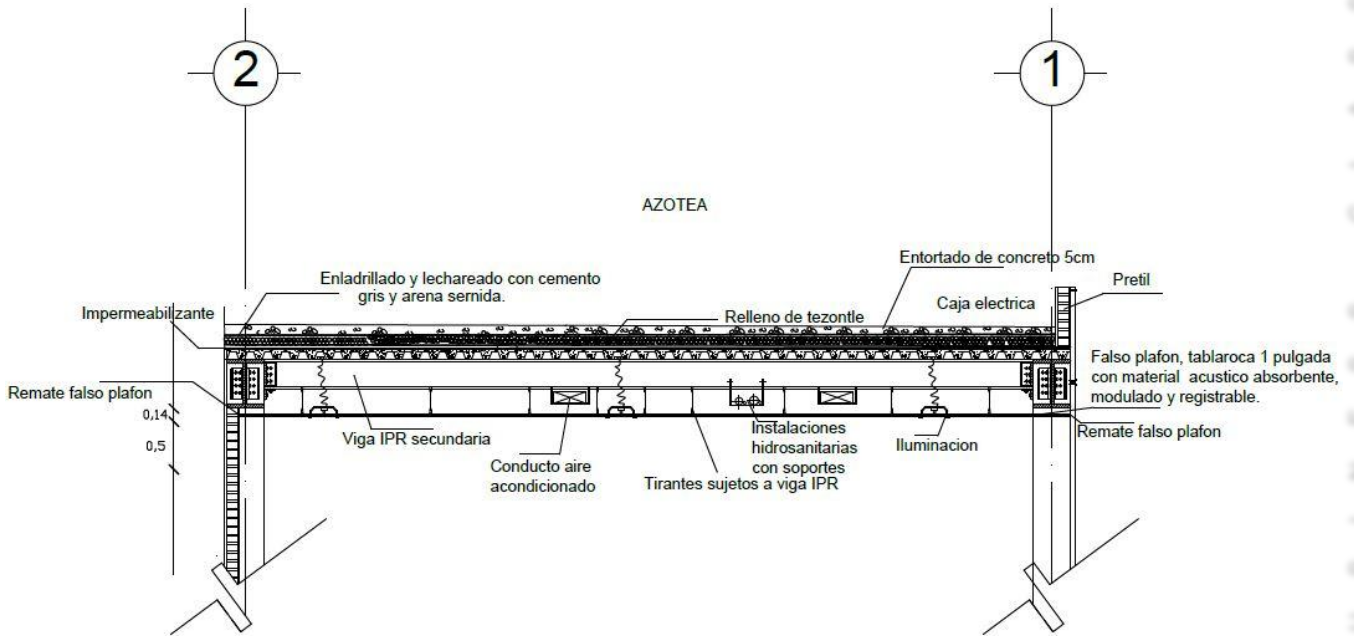 2
1
AZOTEA
Entortado de concreto 5cm
Enladrillado y lechareado con cemento
gris y arena sernida.
Caja electrica
Pretil
Impermeabilizante
Relleno de tezontle
Falso plafon, tablaroca 1 pulgada
con material acustico absorbente,
modulado y registrable.
Remate falso plafon
0,14
0,5
Viga IPR secundaria
Conducto aire
acondicionado
Tirantes sujetos a viga IPR
Instalaciones
hidrosanitarias
con soportes
Iluminacion
Remate falso plafon